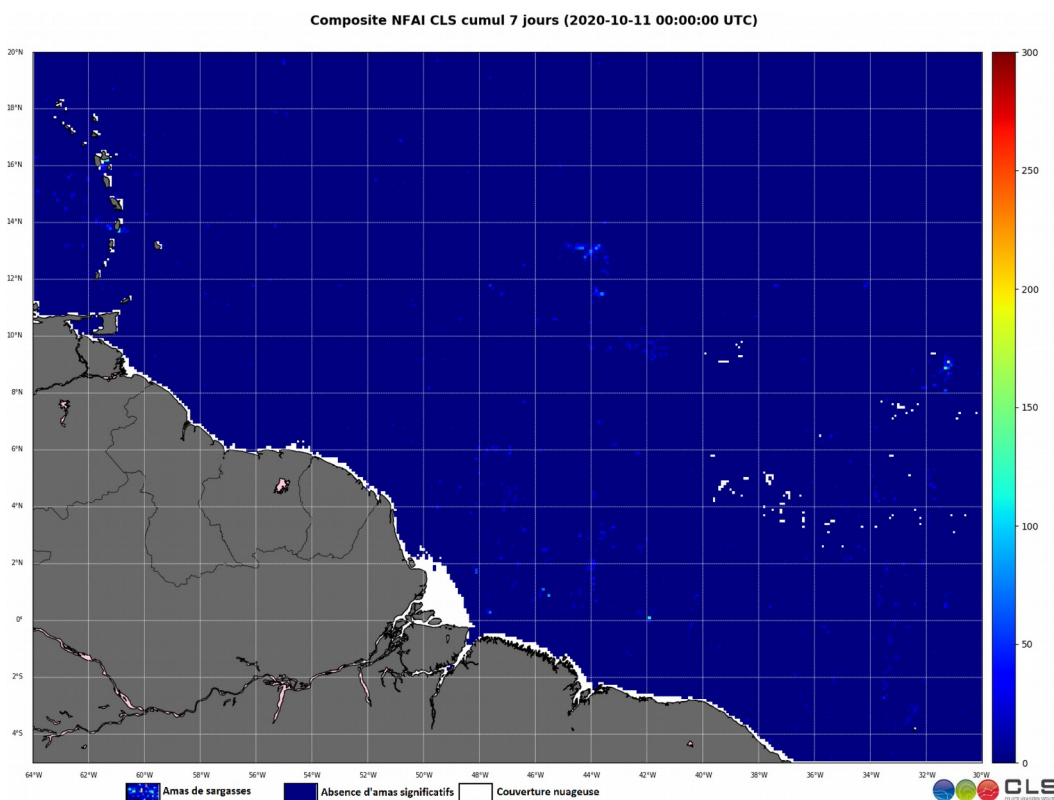 Composite NFAI CLS cumul 7 jours (2020-10-11 00:00:00 UTC)
20°N
18°N
16°N
14°N
12°N
10°N
8°N
6°N
4°N
2°N
0°
2°S
4°S
64°W 62°W 60°W 58°W 56°W 54°W 52°W 50°W 48°W 46°W 44°W 42°W 40°W 38°W 36°W 34°W 32°W 30°W
300
250
200
150
100
50
0
Amas de sargasses Absence d'amas significatifs Couverture nuageuse
CLS